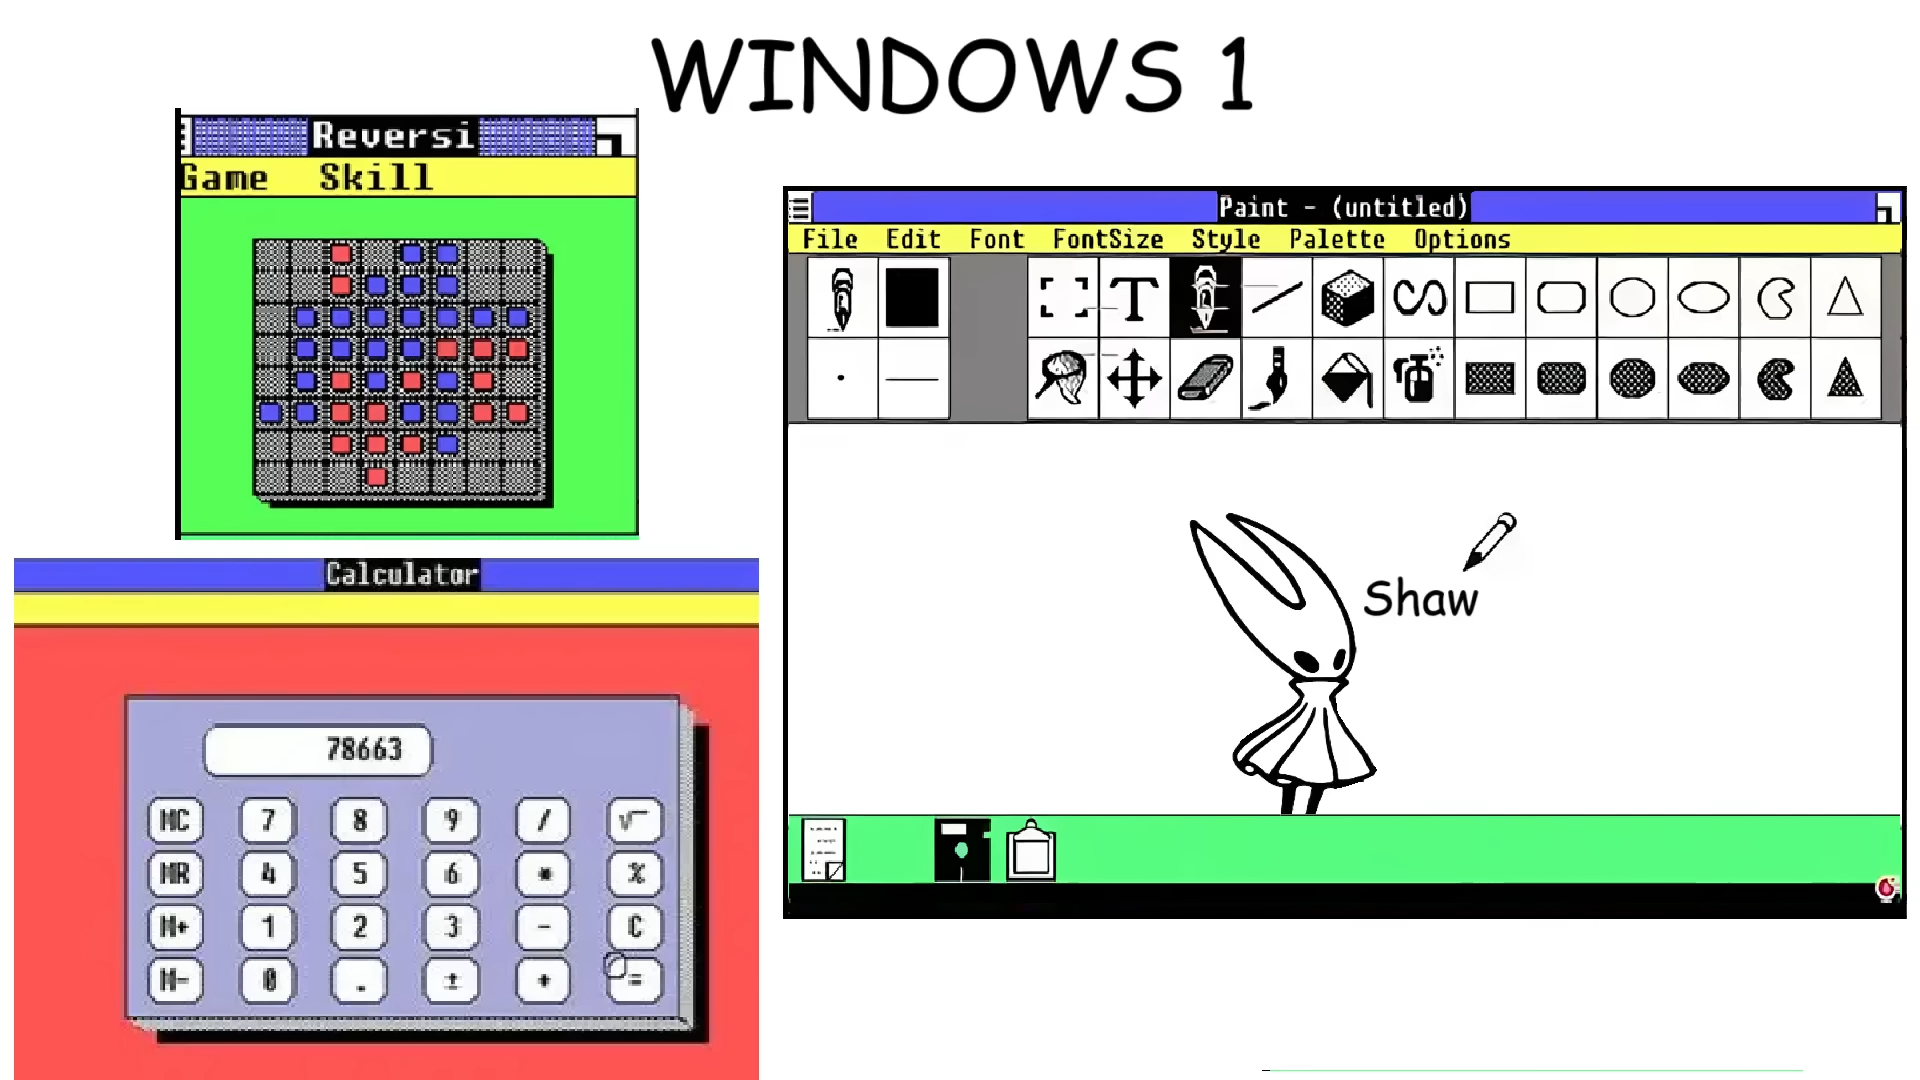 WINDOWS 1
Reversi
Game Skill
Paint - (untitled)
File Edit Font FontSize Style Palette Options
T
Shaw
Calculator
78663
MC 7 8 9 / √
MR 4 5 6 * %
M+ 1 2 3 - C
M- 0 . ± + =